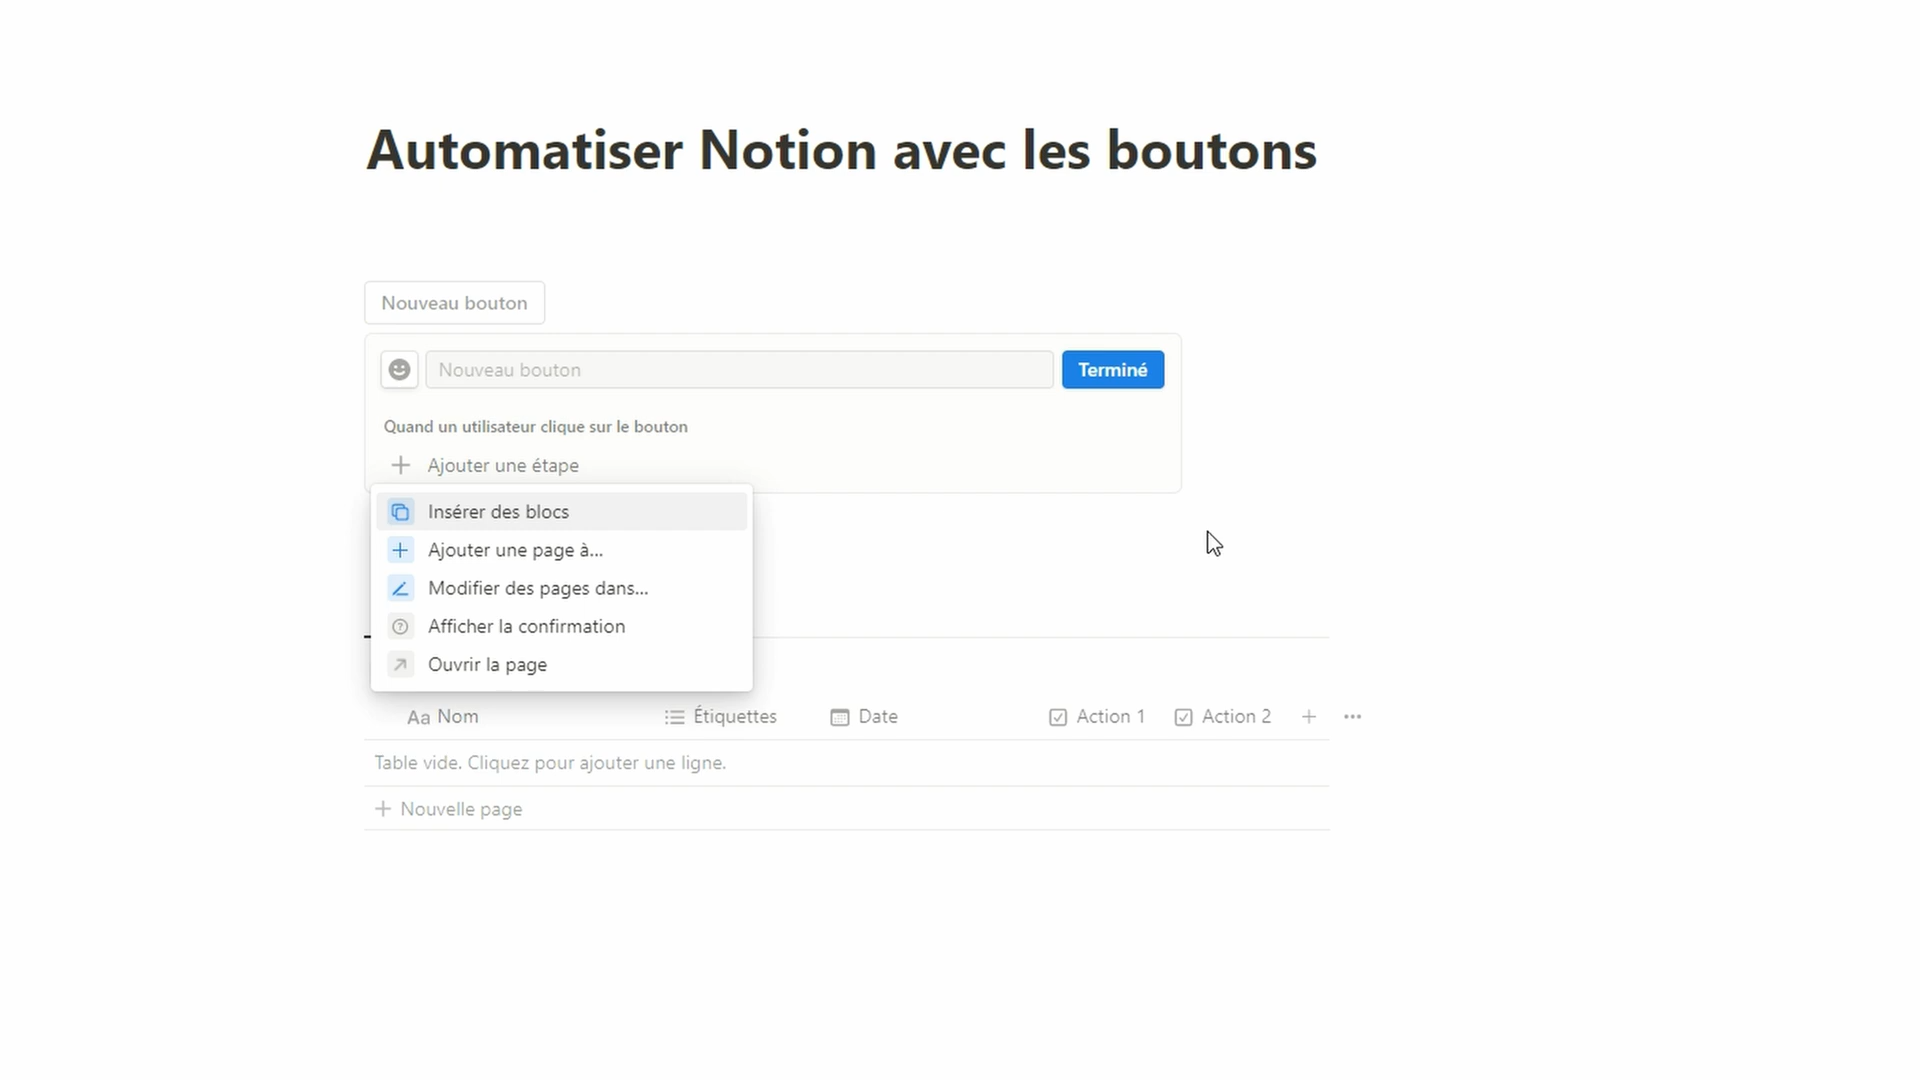 Automatiser Notion avec les boutons
Nouveau bouton
Nouveau bouton
Terminé
Quand un utilisateur clique sur le bouton
Ajouter une étape
Insérer des blocs
Ajouter une page à...
Modifier des pages dans...
Afficher la confirmation
Ouvrir la page
Aa Nom Étiquettes Date Action 1 Action 2
Table vide. Cliquez pour ajouter une ligne.
Nouvelle page